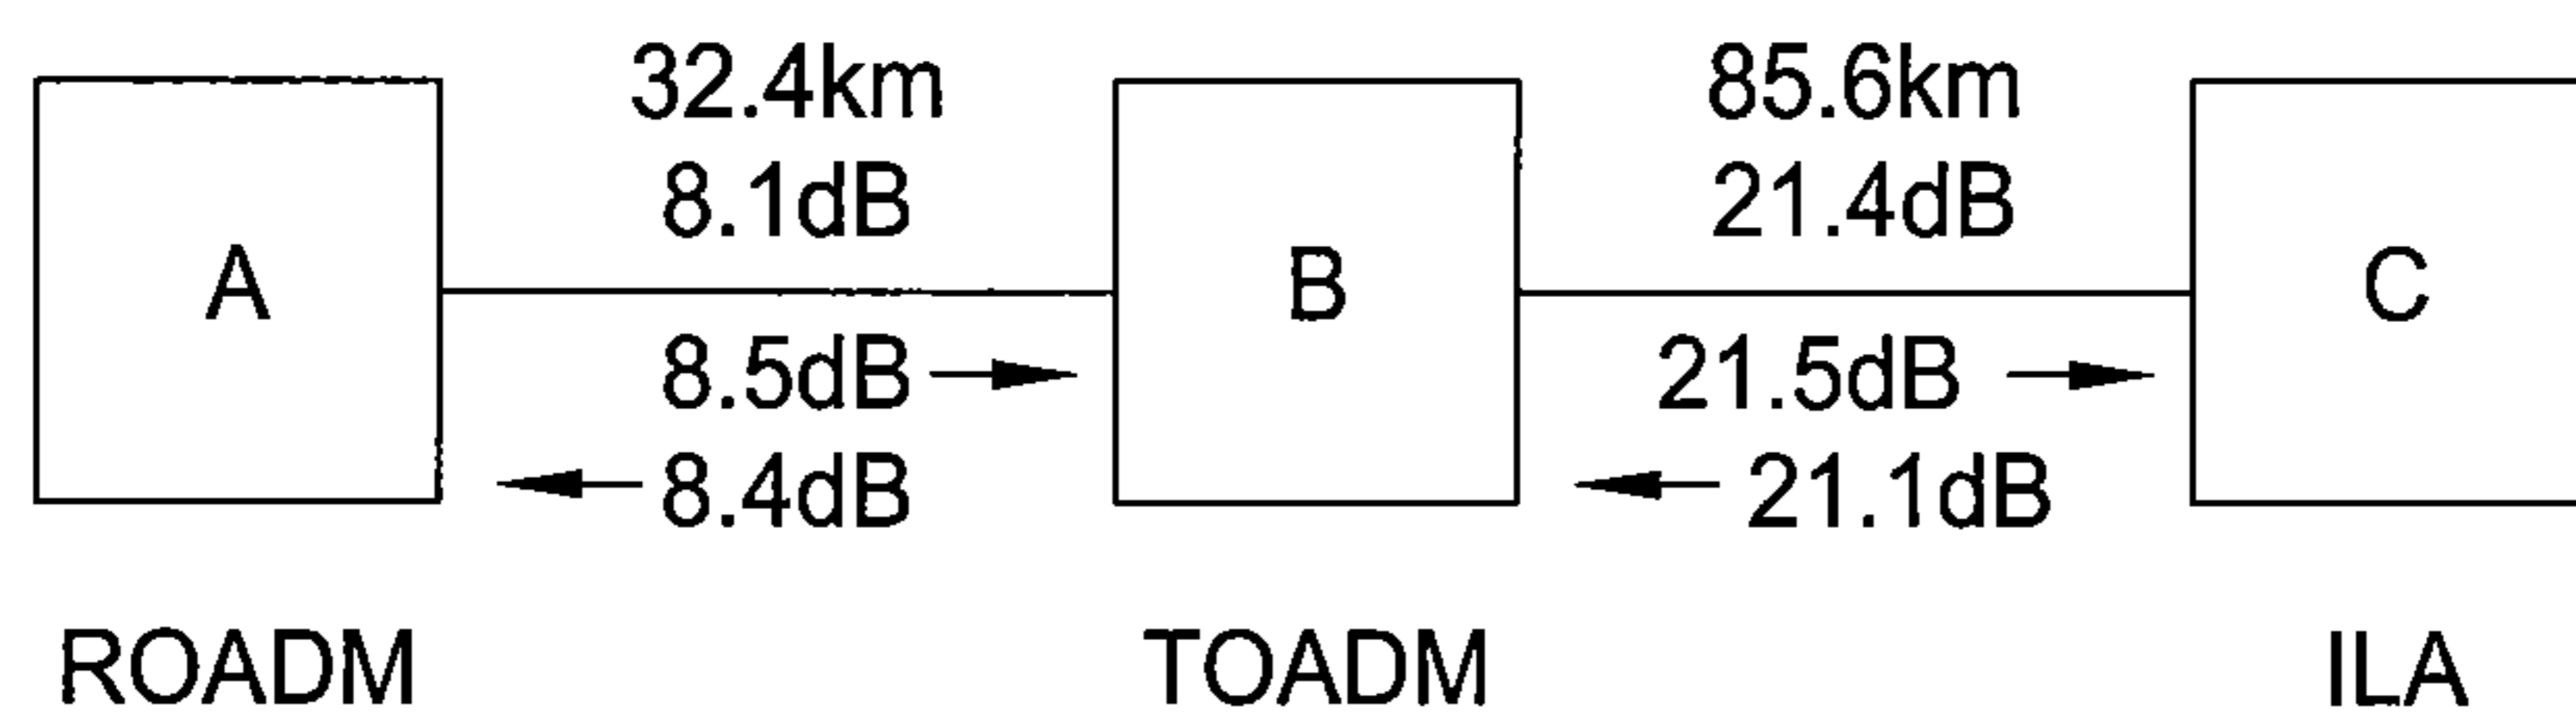 32.4km
85.6km
8.1dB
21.4dB
A
B
C
8.5dB
21.5dB
8.4dB
21.1dB
ROADM
TOADM
ILA